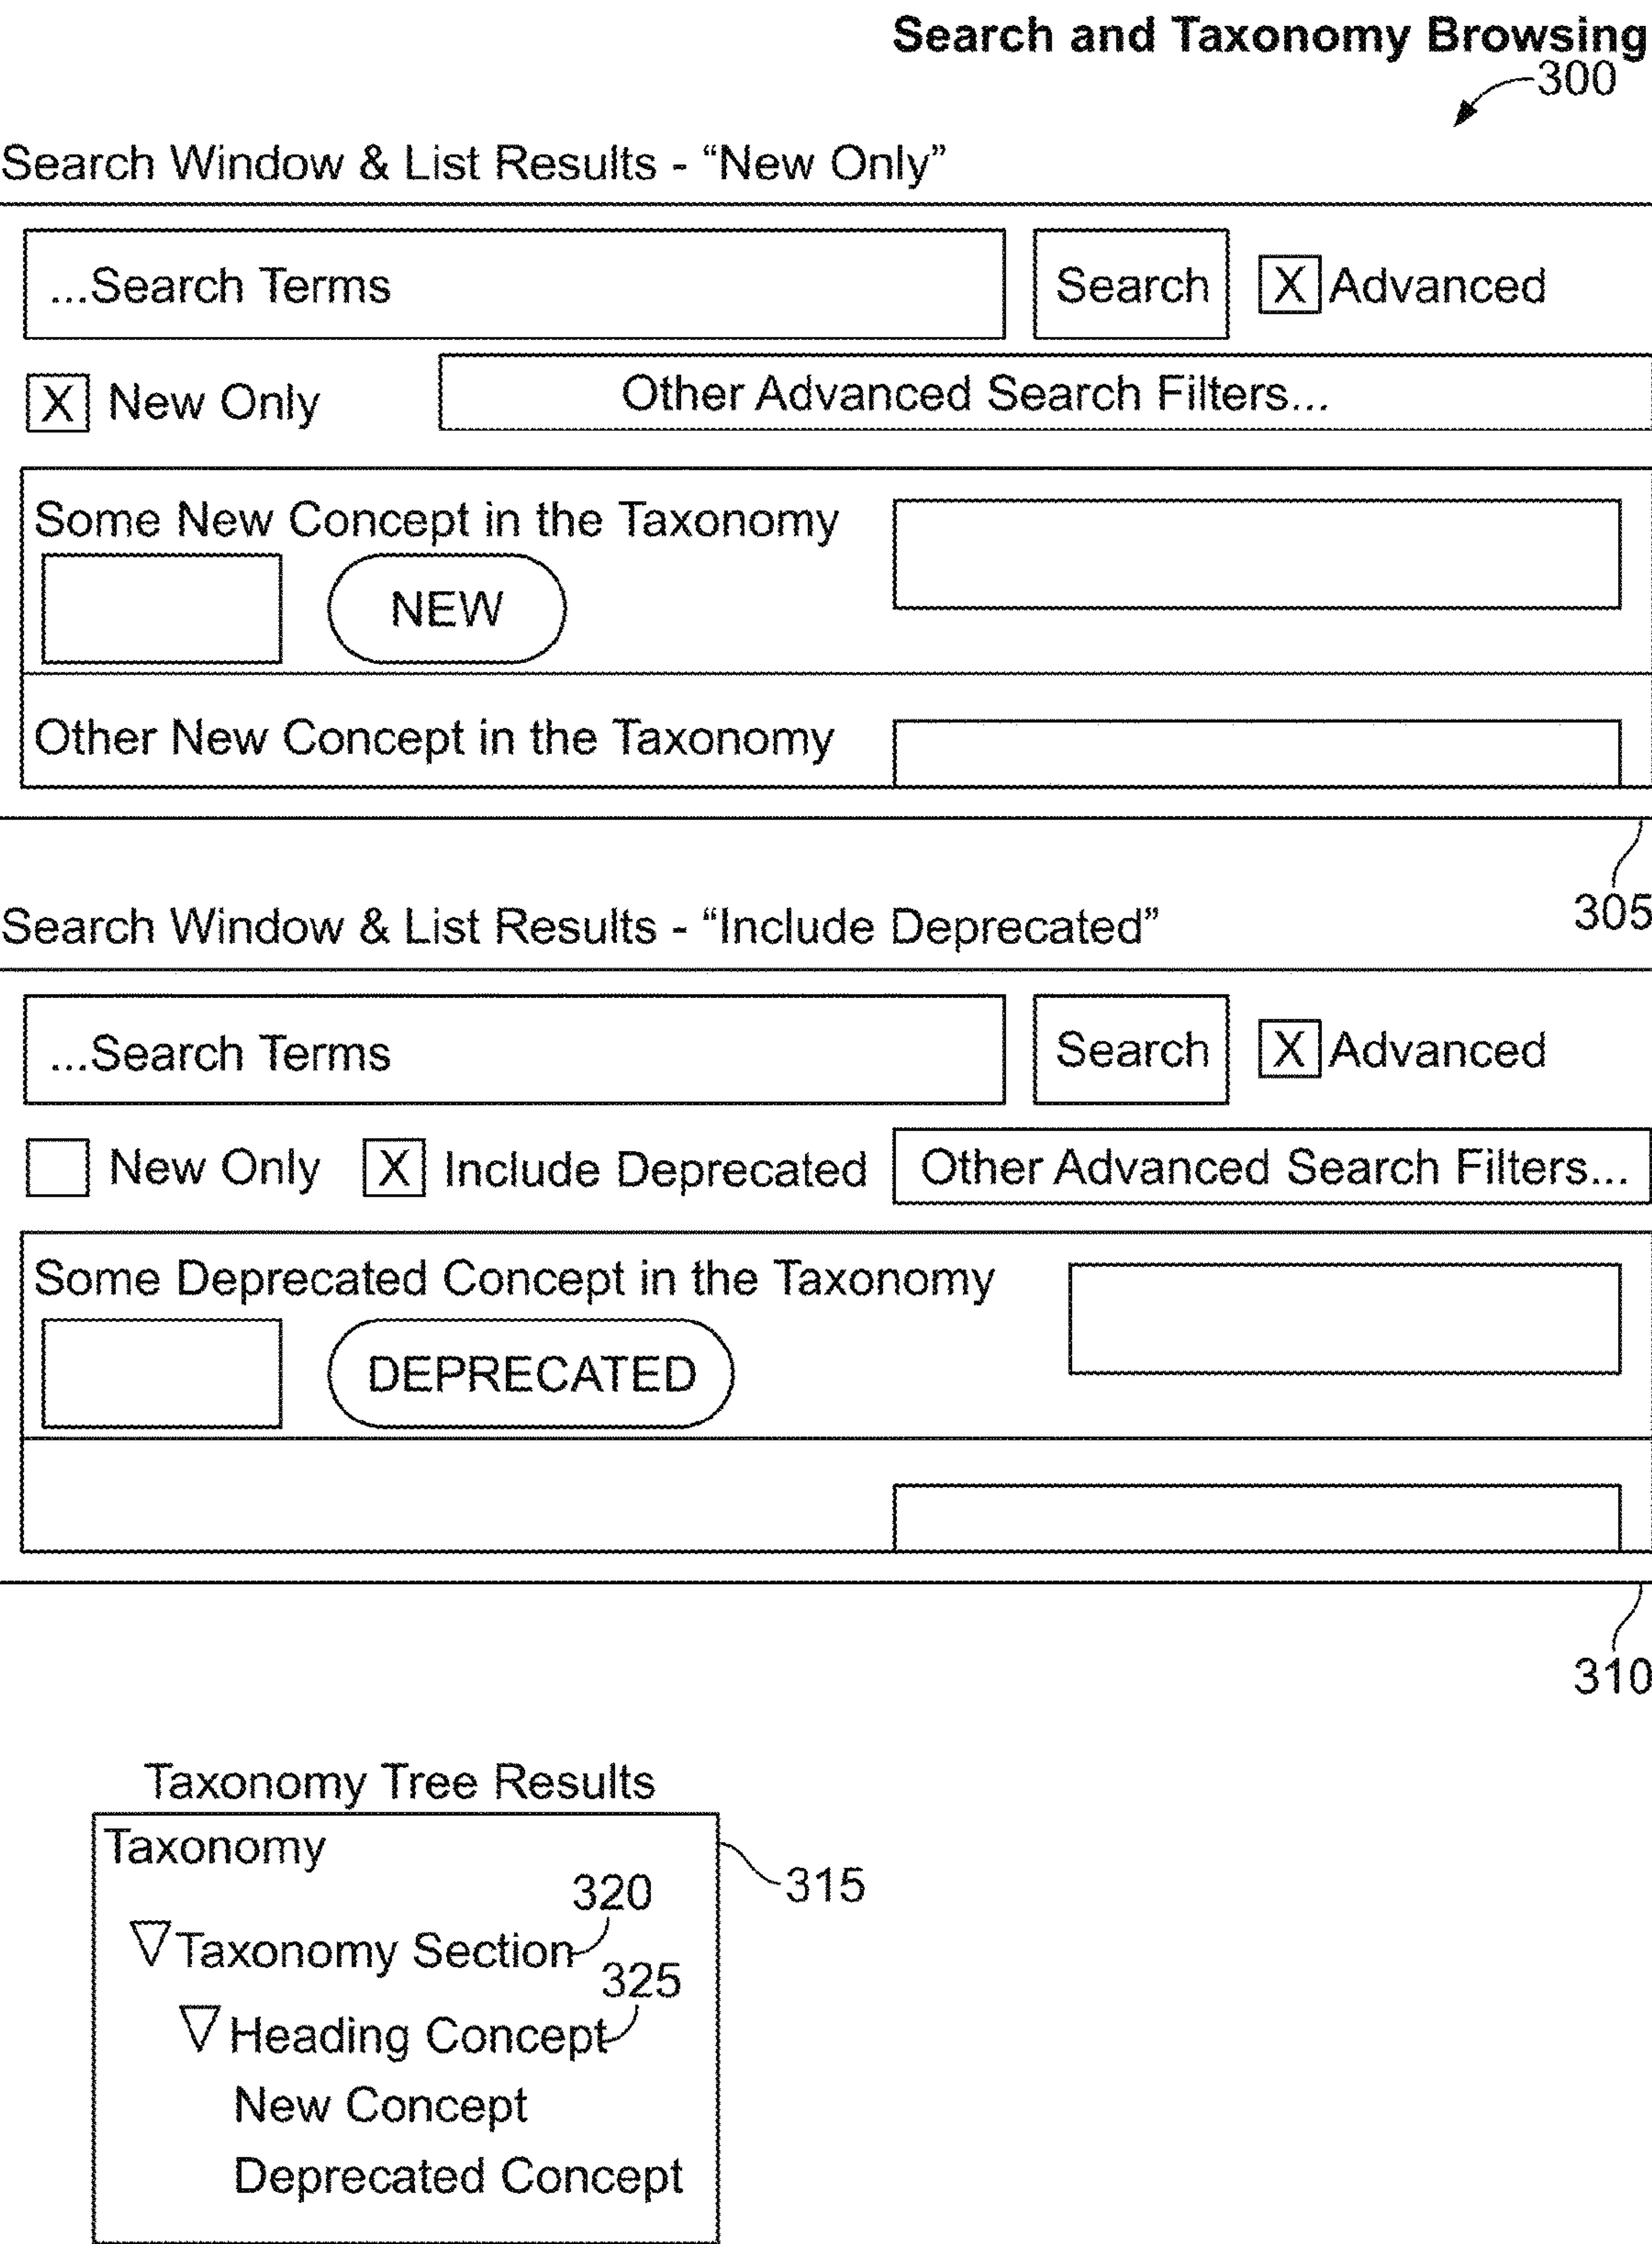 Search and Taxonomy Browsing
300
Search Window & List Results - “New Only”
...Search Terms Search X Advanced
X New Only Other Advanced Search Filters...
Some New Concept in the Taxonomy
NEW
Other New Concept in the Taxonomy
305
Search Window & List Results - “Include Deprecated”
...Search Terms Search X Advanced
New Only X Include Deprecated Other Advanced Search Filters...
Some Deprecated Concept in the Taxonomy
DEPRECATED
310
Taxonomy Tree Results
Taxonomy
315
320
Taxonomy Section
325
Heading Concept
New Concept
Deprecated Concept